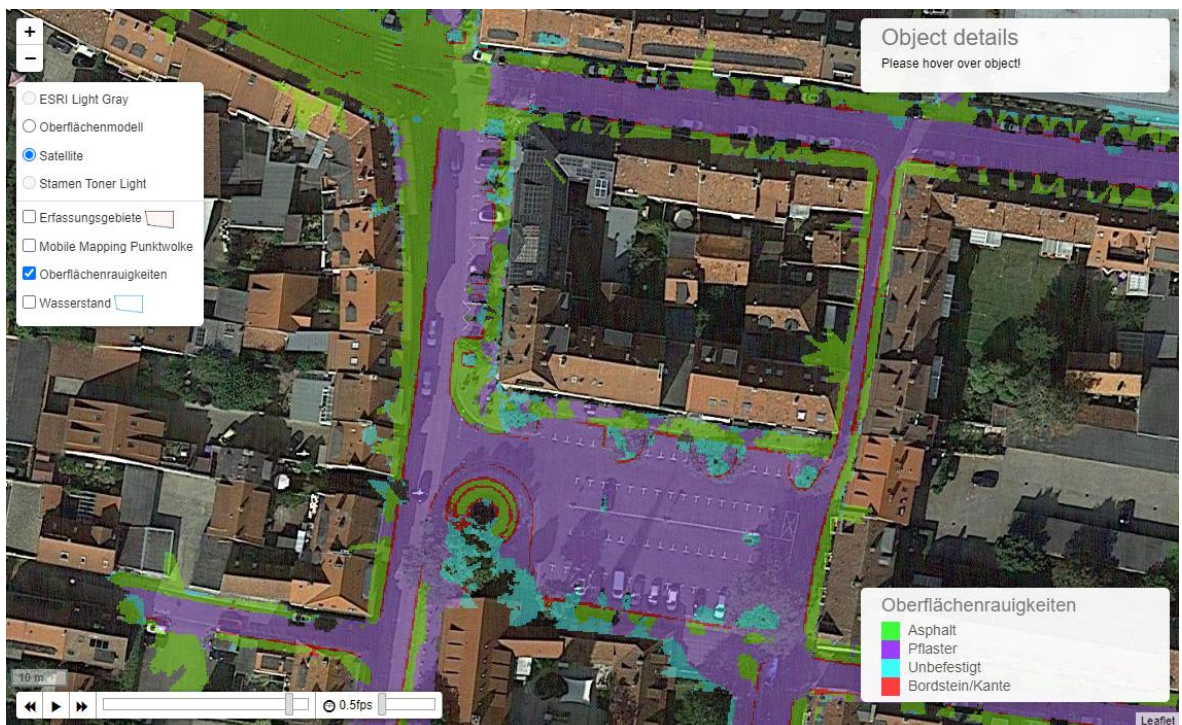 +
−
ESRI Light Gray
Oberflächenmodell
Satellite
Stamen Toner Light
Erfassungsgebiete
Mobile Mapping Punktwolke
Oberflächenrauigkeiten
Wasserstand
Object details
Please hover over object!
Oberflächenrauigkeiten
Asphalt
Pflaster
Unbefestigt
Bordstein/Kante
10 m
0.5fps
Leaflet